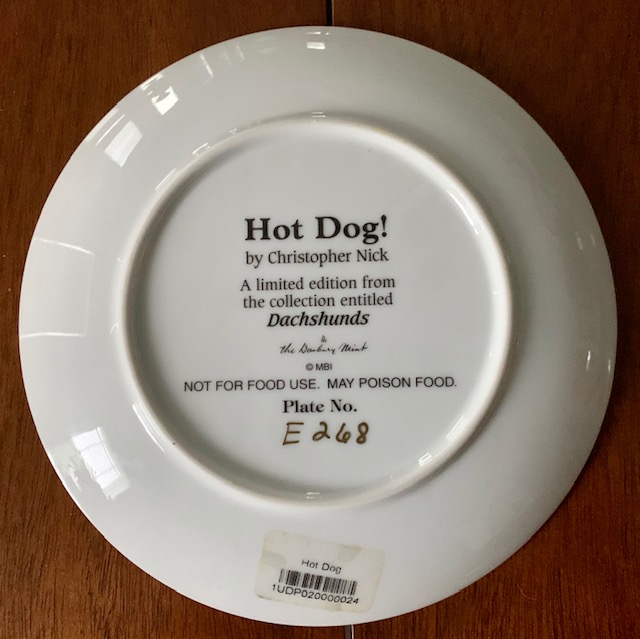 Hot Dog!
by Christopher Nick
A limited edition from
the collection entitled
Dachshunds
&
the Danbury Mint
© MBI
NOT FOR FOOD USE. MAY POISON FOOD.
Plate No.
E 268
Hot Dog
1UDP020000024